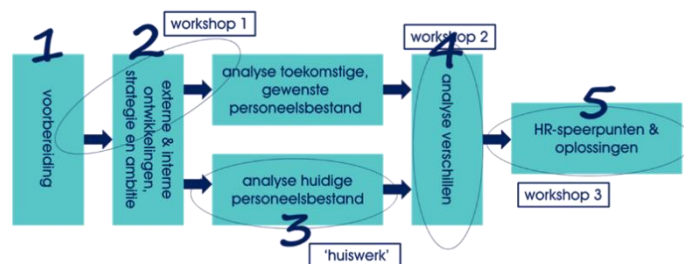 workshop 1
1
voorbereiding
2
externe & interne
ontwikkelingen,
strategie en ambitie
analyse toekomstige,
gewenste
personeelsbestand
analyse huidige
personeelsbestand
3
'huiswerk'
workshop 2
4
analyse verschillen
5
HR-speerpunten &
oplossingen
workshop 3